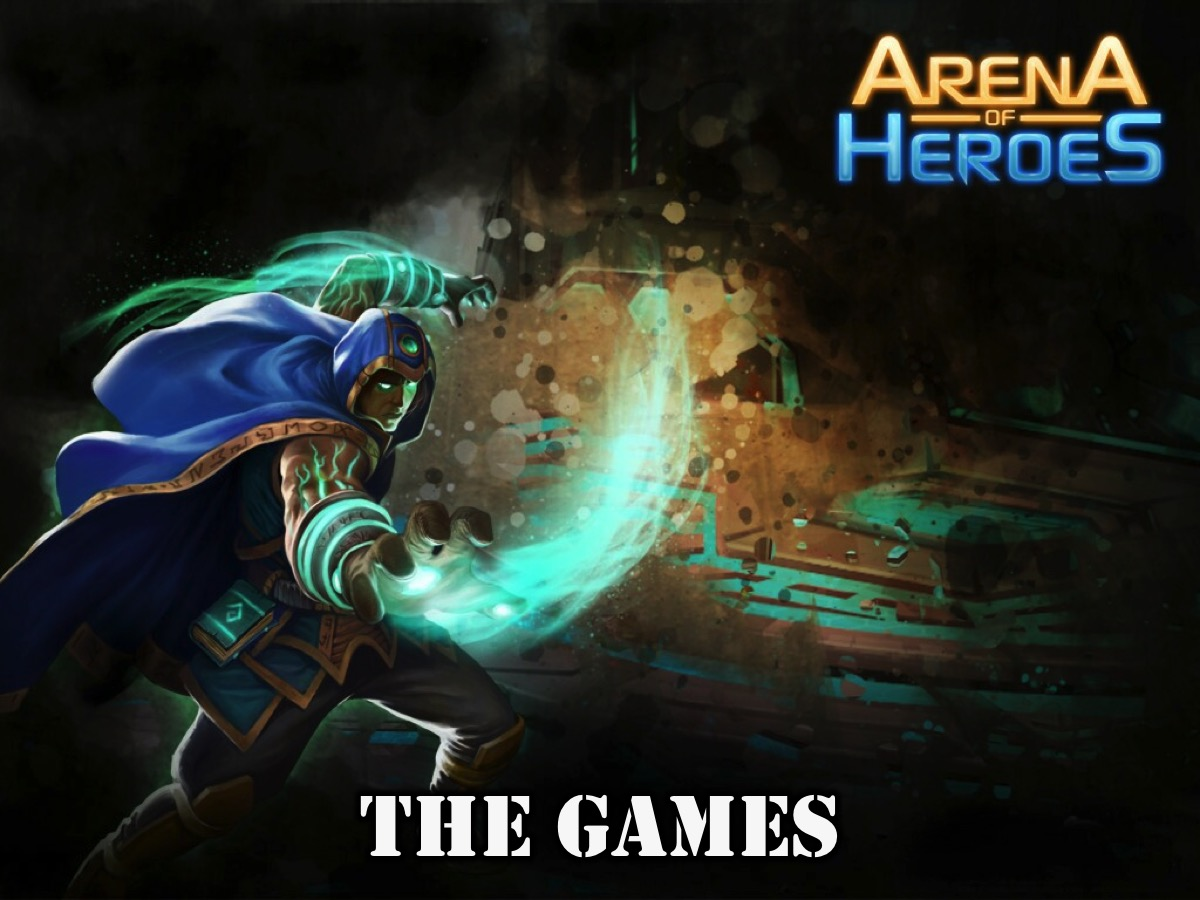 ARENA
OF
HEROES
THE GAMES